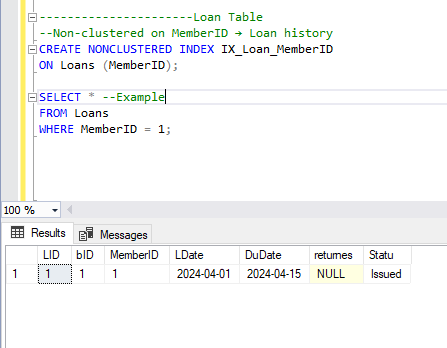 ----------------------Loan Table
--Non-clustered on MemberID → Loan history
CREATE NONCLUSTERED INDEX IX_Loan_MemberID
ON Loans (MemberID);
SELECT * --Example
FROM Loans
WHERE MemberID = 1;
100 %
Results Messages
LID bID MemberID LDate DuDate returnes Statu
1 1 1 1 2024-04-01 2024-04-15 NULL Issued